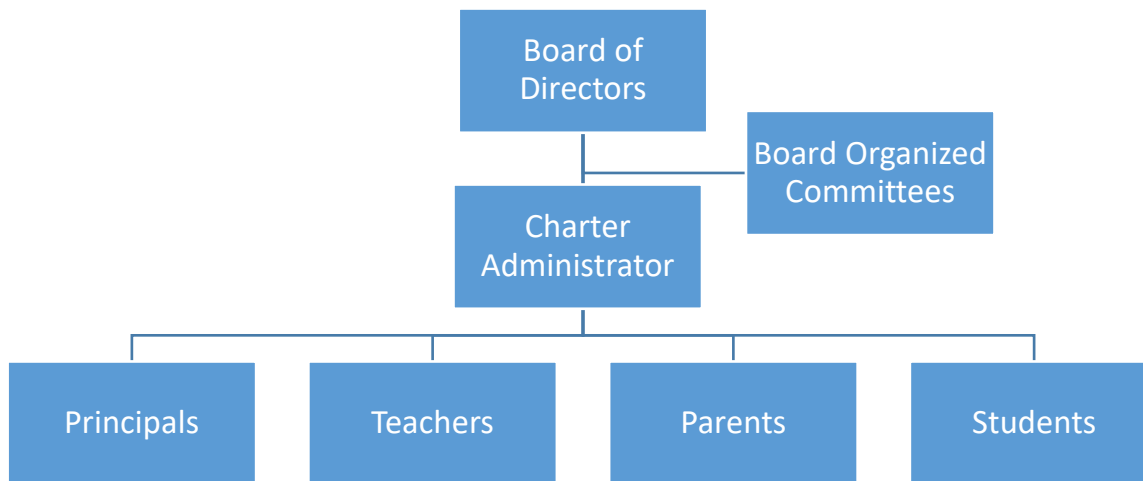 Board of
Directors
Board Organized
Committees
Charter
Administrator
Principals
Teachers
Parents
Students